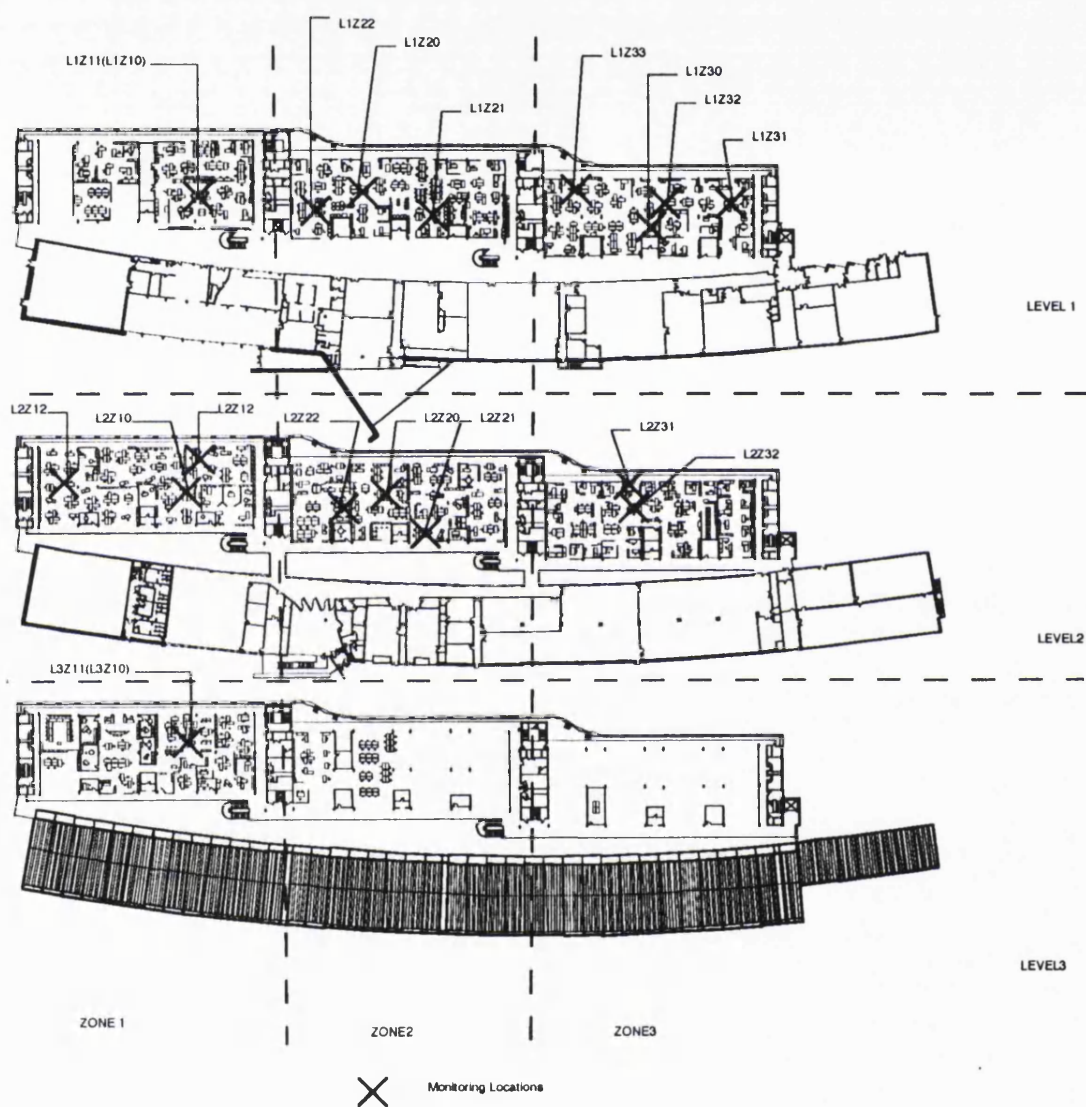 L1Z22
L1Z20
L1Z33
L1Z11(L1Z10)
L1Z30
L1Z32
L1Z21
L1Z31
LEVEL 1
L2Z12
L2Z10
L2Z12
L2Z22
L2Z20
L2Z21
L2Z31
L2Z32
LEVEL2
L3Z11(L3Z10)
LEVEL3
ZONE 1
ZONE2
ZONE3
Monitoring Locations